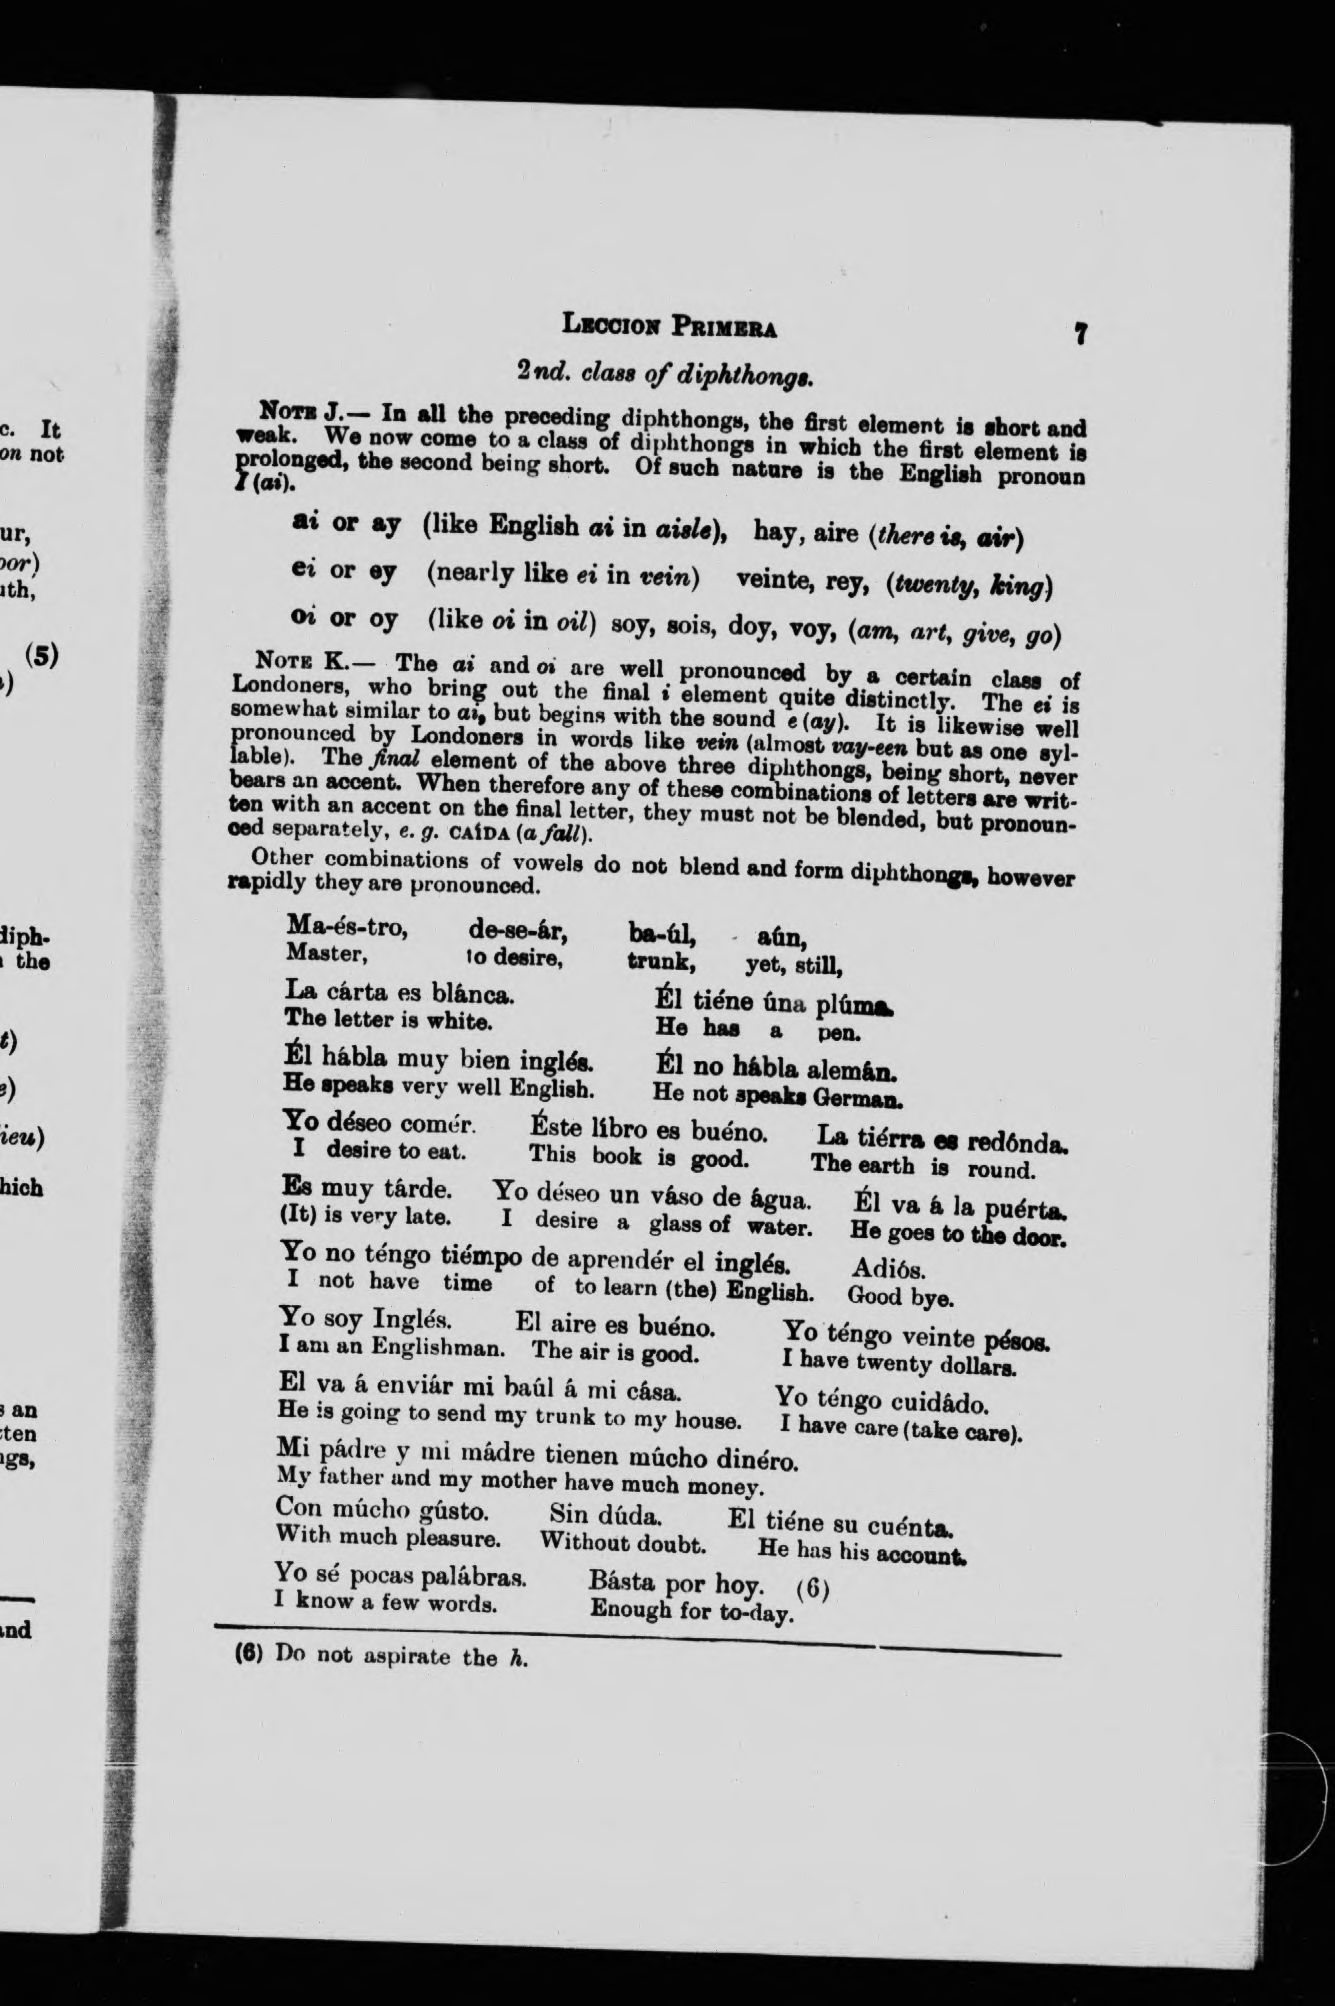 LECCION PRIMERA 7
2nd. class of diphthongs.
NOTE J.— In all the preceding diphthongs, the first element is short and
weak. We now come to a class of diphthongs in which the first element is
prolonged, the second being short. Of such nature is the English pronoun
I (ai).
ai or ay (like English ai in aisle), hay, aire (there is, air)
ei or ey (nearly like ei in vein) veinte, rey, (twenty, king)
oi or oy (like oi in oil) soy, sois, doy, voy, (am, art, give, go)
NOTE K.— The ai and oi are well pronounced by a certain class of
Londoners, who bring out the final i element quite distinctly. The ei is
somewhat similar to ai, but begins with the sound e (ay). It is likewise well
pronounced by Londoners in words like vein (almost vay-een but as one syl-
lable). The final element of the above three diphthongs, being short, never
bears an accent. When therefore any of these combinations of letters are writ-
ten with an accent on the final letter, they must not be blended, but pronoun-
ced separately, e. g. CAÍDA (a fall).
Other combinations of vowels do not blend and form diphthongs, however
rapidly they are pronounced.
Ma-és-tro, de-se-ár, ba-úl, aún,
Master, to desire, trunk, yet, still,
La cárta es blánca. Él tiéne úna plúma.
The letter is white. He has a pen.
Él hábla muy bien inglés. Él no hábla alemán.
He speaks very well English. He not speaks German.
Yo déseo comér. Éste líbro es buéno. La tiérra es redónda.
I desire to eat. This book is good. The earth is round.
Es muy tárde. Yo déseo un váso de água. Él va á la puérta.
(It) is very late. I desire a glass of water. He goes to the door.
Yo no téngo tiémpo de aprendér el inglés. Adiós.
I not have time of to learn (the) English. Good bye.
Yo soy Inglés. El aire es buéno. Yo téngo veinte pésos.
I am an Englishman. The air is good. I have twenty dollars.
El va á enviár mi baúl á mi cása. Yo téngo cuidádo.
He is going to send my trunk to my house. I have care (take care).
Mi pádre y mi mádre tienen múcho dinéro.
My father and my mother have much money.
Con múcho gústo. Sin dúda. El tiéne su cuénta.
With much pleasure. Without doubt. He has his account.
Yo sé pocas palábras. Básta por hoy. (6)
I know a few words. Enough for to-day.
(6) Do not aspirate the h.